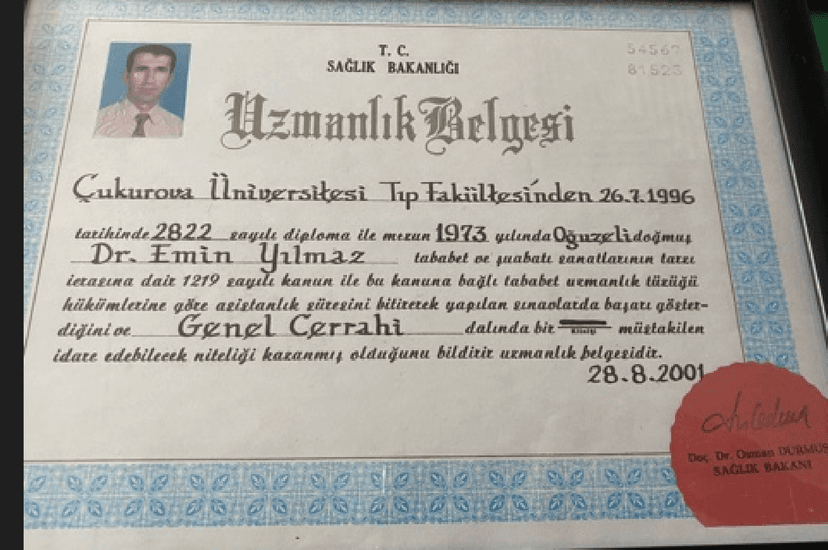 T. C.
SAĞLIK BAKANLIĞI
54567
81523
Uzmanlık Belgesi
Çukurova Üniversitesi Tıp Fakültesinden 26.7.1996
tarihinde 2822 sayılı diploma ile mezun 1973 yılında Oğuzeli doğmuş
Dr. Emin Yılmaz tababet ve şuabatı sanatlarının tarzı
icrasına dair 1219 sayılı kanun ile bu kanuna bağlı tababet uzmanlık tüzüğü
hükümlerine göre asistanlık süresini bitirerek yapılan sınavlarda başarı göster-
diğini ve Genel Cerrahi dalında bir müstakilen
idare edebilecek niteliği kazanmış olduğunu bildirir uzmanlık belgesidir.
28.8.2001
Doç. Dr. Osman DURMUŞ
SAĞLIK BAKANI